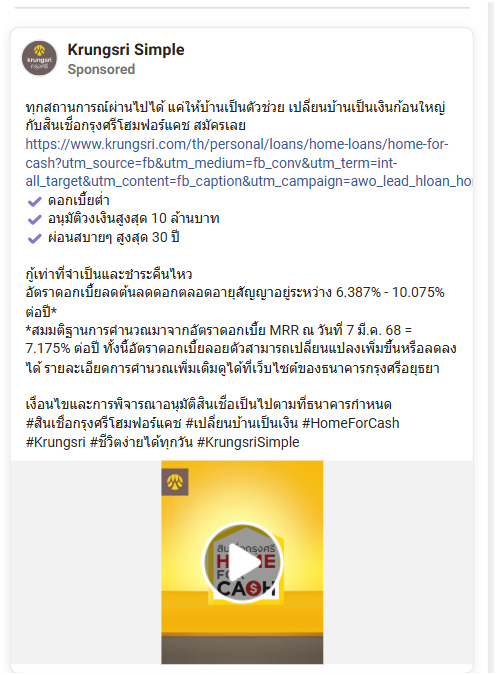 Krungsri Simple
Sponsored
krungsri
กรุงศรี
ทุกสถานการณ์ผ่านไปได้ แค่ให้บ้านเป็นตัวช่วย เปลี่ยนบ้านเป็นเงินก้อนใหญ่
กับสินเชื่อกรุงศรีโฮมฟอร์แคช สมัครเลย
https://www.krungsri.com/th/personal/loans/home-loans/home-for-
cash?utm_source=fb&utm_medium=fb_conv&utm_term=int-
all_target&utm_content=fb_caption&utm_campaign=awo_lead_hloan_hor
ดอกเบี้ยต่ำ
อนุมัติวงเงินสูงสุด 10 ล้านบาท
ผ่อนสบายๆ สูงสุด 30 ปี
กู้เท่าที่จำเป็นและชำระคืนไหว
อัตราดอกเบี้ยลดต้นลดดอกตลอดอายุสัญญาอยู่ระหว่าง 6.387% - 10.075%
ต่อปี*
*สมมติฐานการคำนวณมาจากอัตราดอกเบี้ย MRR ณ วันที่ 7 มี.ค. 68 =
7.175% ต่อปี ทั้งนี้อัตราดอกเบี้ยลอยตัวสามารถเปลี่ยนแปลงเพิ่มขึ้นหรือลดลง
ได้ รายละเอียดการคำนวณเพิ่มเติมดูได้ที่เว็บไซต์ของธนาคารกรุงศรีอยุธยา
เงื่อนไขและการพิจารณาอนุมัติสินเชื่อเป็นไปตามที่ธนาคารกำหนด
#สินเชื่อกรุงศรีโฮมฟอร์แคช #เปลี่ยนบ้านเป็นเงิน #HomeForCash
#Krungsri #ชีวิตง่ายได้ทุกวัน #KrungsriSimple
สินเชื่อกรุงศรี
HOME
FOR
CA$H